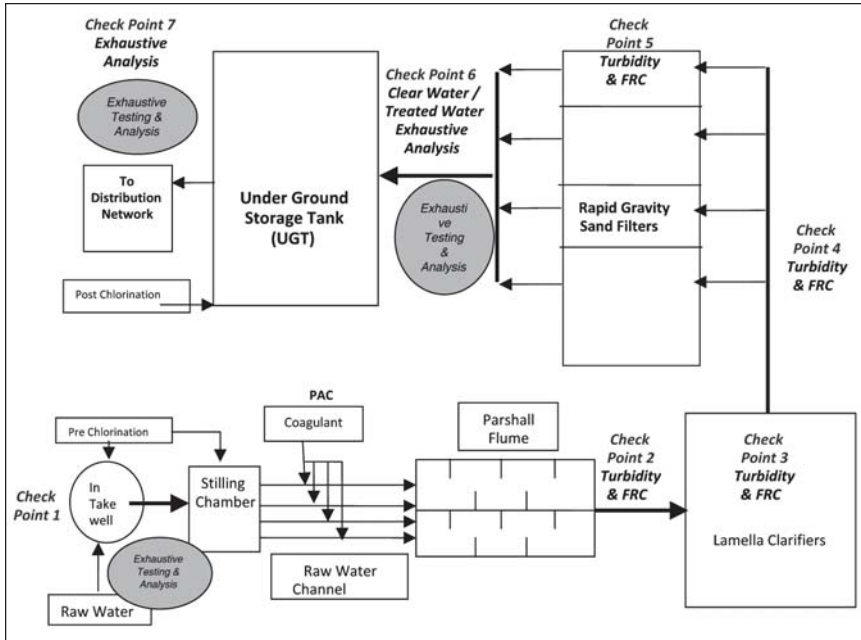 Check Point 7
Exhaustive
Analysis
Exhaustive
Testing &
Analysis
To
Distribution
Network
Post Chlorination
Under Ground
Storage Tank
(UGT)
Check Point 6
Clear Water /
Treated Water
Exhaustive
Analysis
Exhausti
ve
Testing
&
Analysis
Check
Point 5
Turbidity
& FRC
Rapid Gravity
Sand Filters
Check
Point 4
Turbidity
& FRC
Pre Chlorination
Check
Point 1
In
Take
well
Raw Water
Exhaustive
Testing &
Analysis
Stilling
Chamber
PAC
Coagulant
Raw Water
Channel
Parshall
Flume
Check
Point 2
Turbidity
& FRC
Check
Point 3
Turbidity
& FRC
Lamella Clarifiers